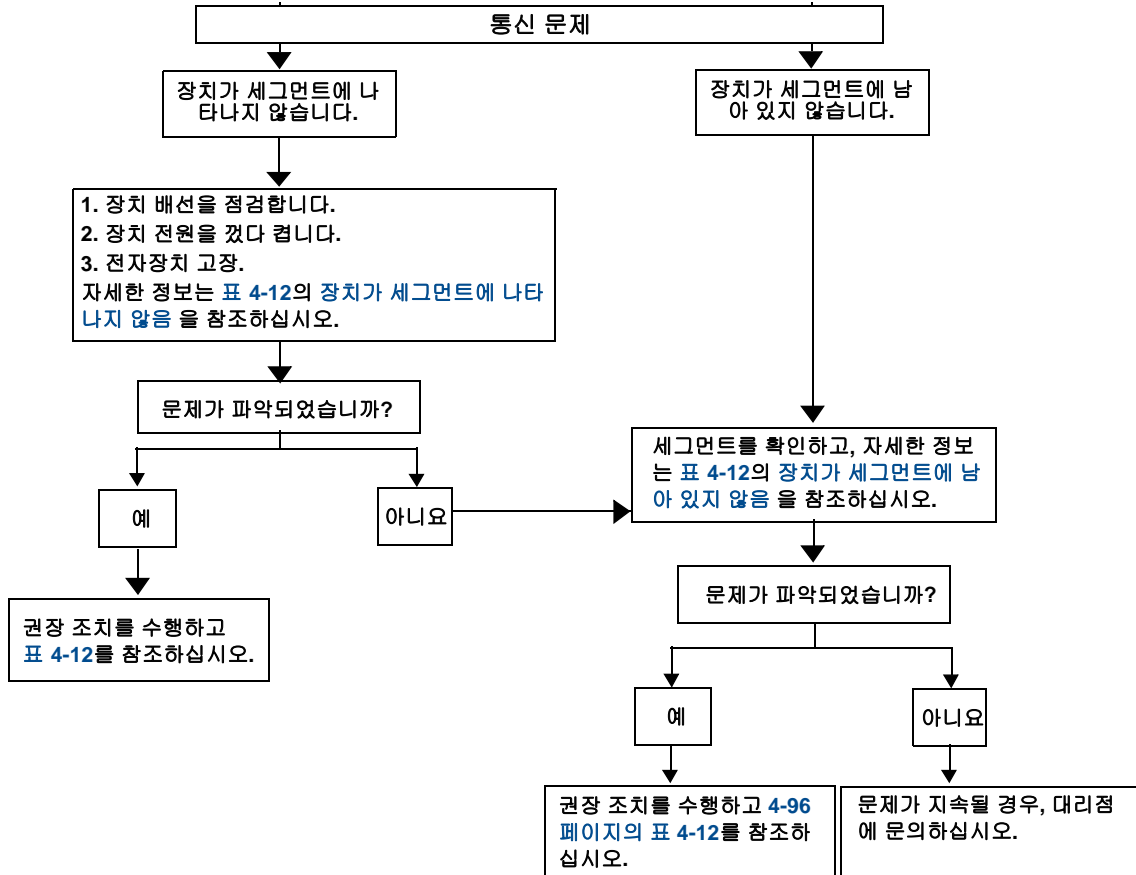 통신 문제
장치가 세그먼트에 나
타나지 않습니다.
장치가 세그먼트에 남
아 있지 않습니다.
1. 장치 배선을 점검합니다.
2. 장치 전원을 껐다 켭니다.
3. 전자장치 고장.
자세한 정보는 표 4-12의 장치가 세그먼트에 나타
나지 않음 을 참조하십시오.
문제가 파악되었습니까?
예
아니요
권장 조치를 수행하고
표 4-12를 참조하십시오.
세그먼트를 확인하고, 자세한 정보
는 표 4-12의 장치가 세그먼트에 남
아 있지 않음 을 참조하십시오.
문제가 파악되었습니까?
예
아니요
권장 조치를 수행하고 4-96
페이지의 표 4-12를 참조하
십시오.
문제가 지속될 경우, 대리점
에 문의하십시오.